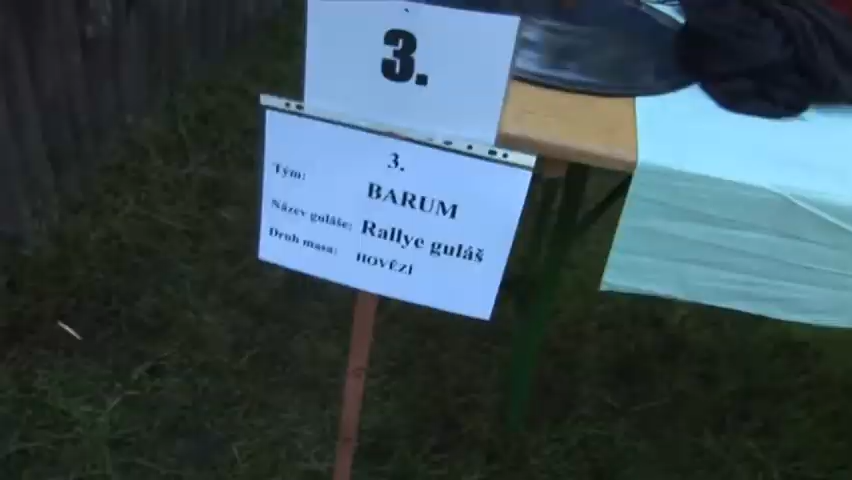 3.
3.
Tým: BARUM
Název guláše: Rallye guláš
Druh masa: HOVĚZÍ